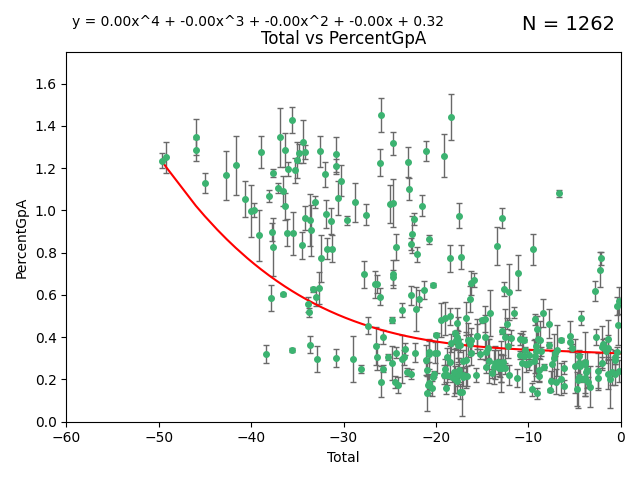 y = 0.00x^4 + -0.00x^3 + -0.00x^2 + -0.00x + 0.32
N = 1262
Total vs PercentGpA
PercentGpA
1.6
1.4
1.2
1.0
0.8
0.6
0.4
0.2
0.0
−60 −50 −40 −30 −20 −10 0
Total